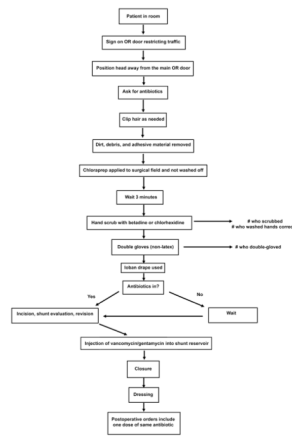 Patient in room
Sign on OR door restricting traffic
Position head away from the main OR door
Ask for antibiotics
Clip hair as needed
Dirt, debris, and adhesive material removed
Chloraprep applied to surgical field and not washed off
Wait 3 minutes
Hand scrub with betadine or chlorhexidine
# who scrubbed
# who washed hands correc
Double gloves (non-latex)
# who double-gloved
Ioban drape used
Antibiotics in?
Yes
No
Incision, shunt evaluation, revision
Wait
Injection of vancomycin/gentamycin into shunt reservoir
Closure
Dressing
Postoperative orders include
one dose of same antibiotic